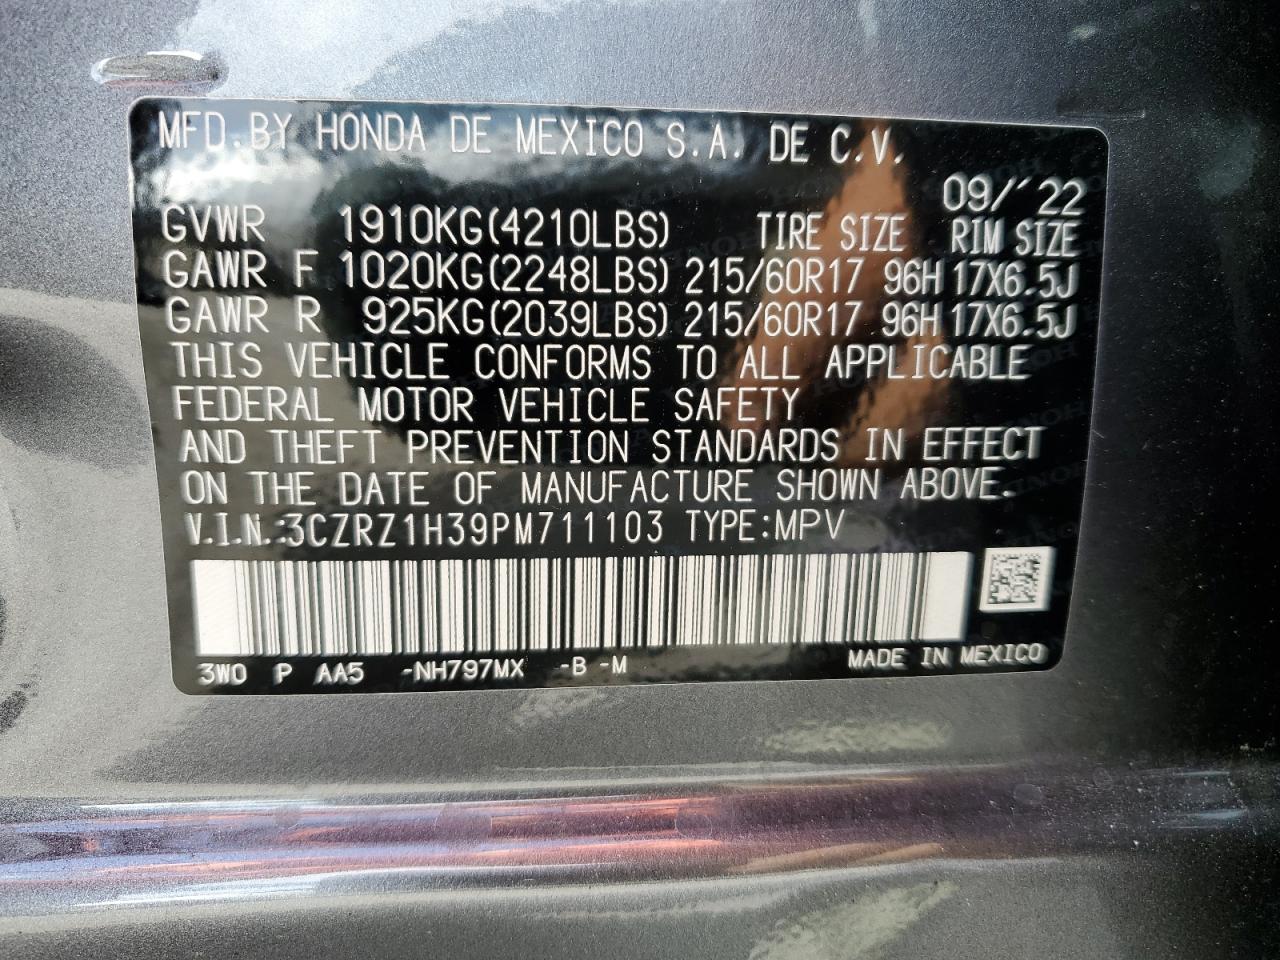 MFD.BY HONDA DE MEXICO S.A. DE C.V.
09/´22
GVWR 1910KG(4210LBS) TIRE SIZE RIM SIZE
GAWR F 1020KG(2248LBS) 215/60R17 96H 17X6.5J
GAWR R 925KG(2039LBS) 215/60R17 96H 17X6.5J
THIS VEHICLE CONFORMS TO ALL APPLICABLE
FEDERAL MOTOR VEHICLE SAFETY
AND THEFT PREVENTION STANDARDS IN EFFECT
ON THE DATE OF MANUFACTURE SHOWN ABOVE.
V.I.N.:3CZRZ1H39PM711103 TYPE:MPV
3W0 P AA5 -NH797MX -B -M MADE IN MEXICO